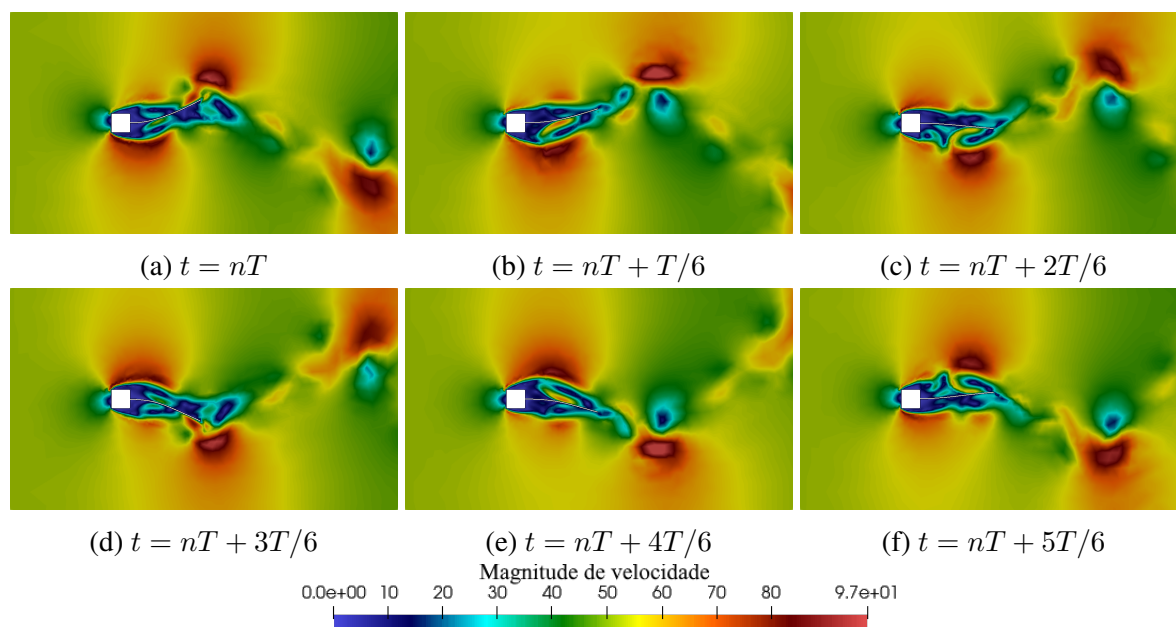 (a) t = nT
(b) t = nT + T/6
(c) t = nT + 2T/6
(d) t = nT + 3T/6
(e) t = nT + 4T/6
(f) t = nT + 5T/6
Magnitude de velocidade
0.0e+00 10 20 30 40 50 60 70 80 9.7e+01